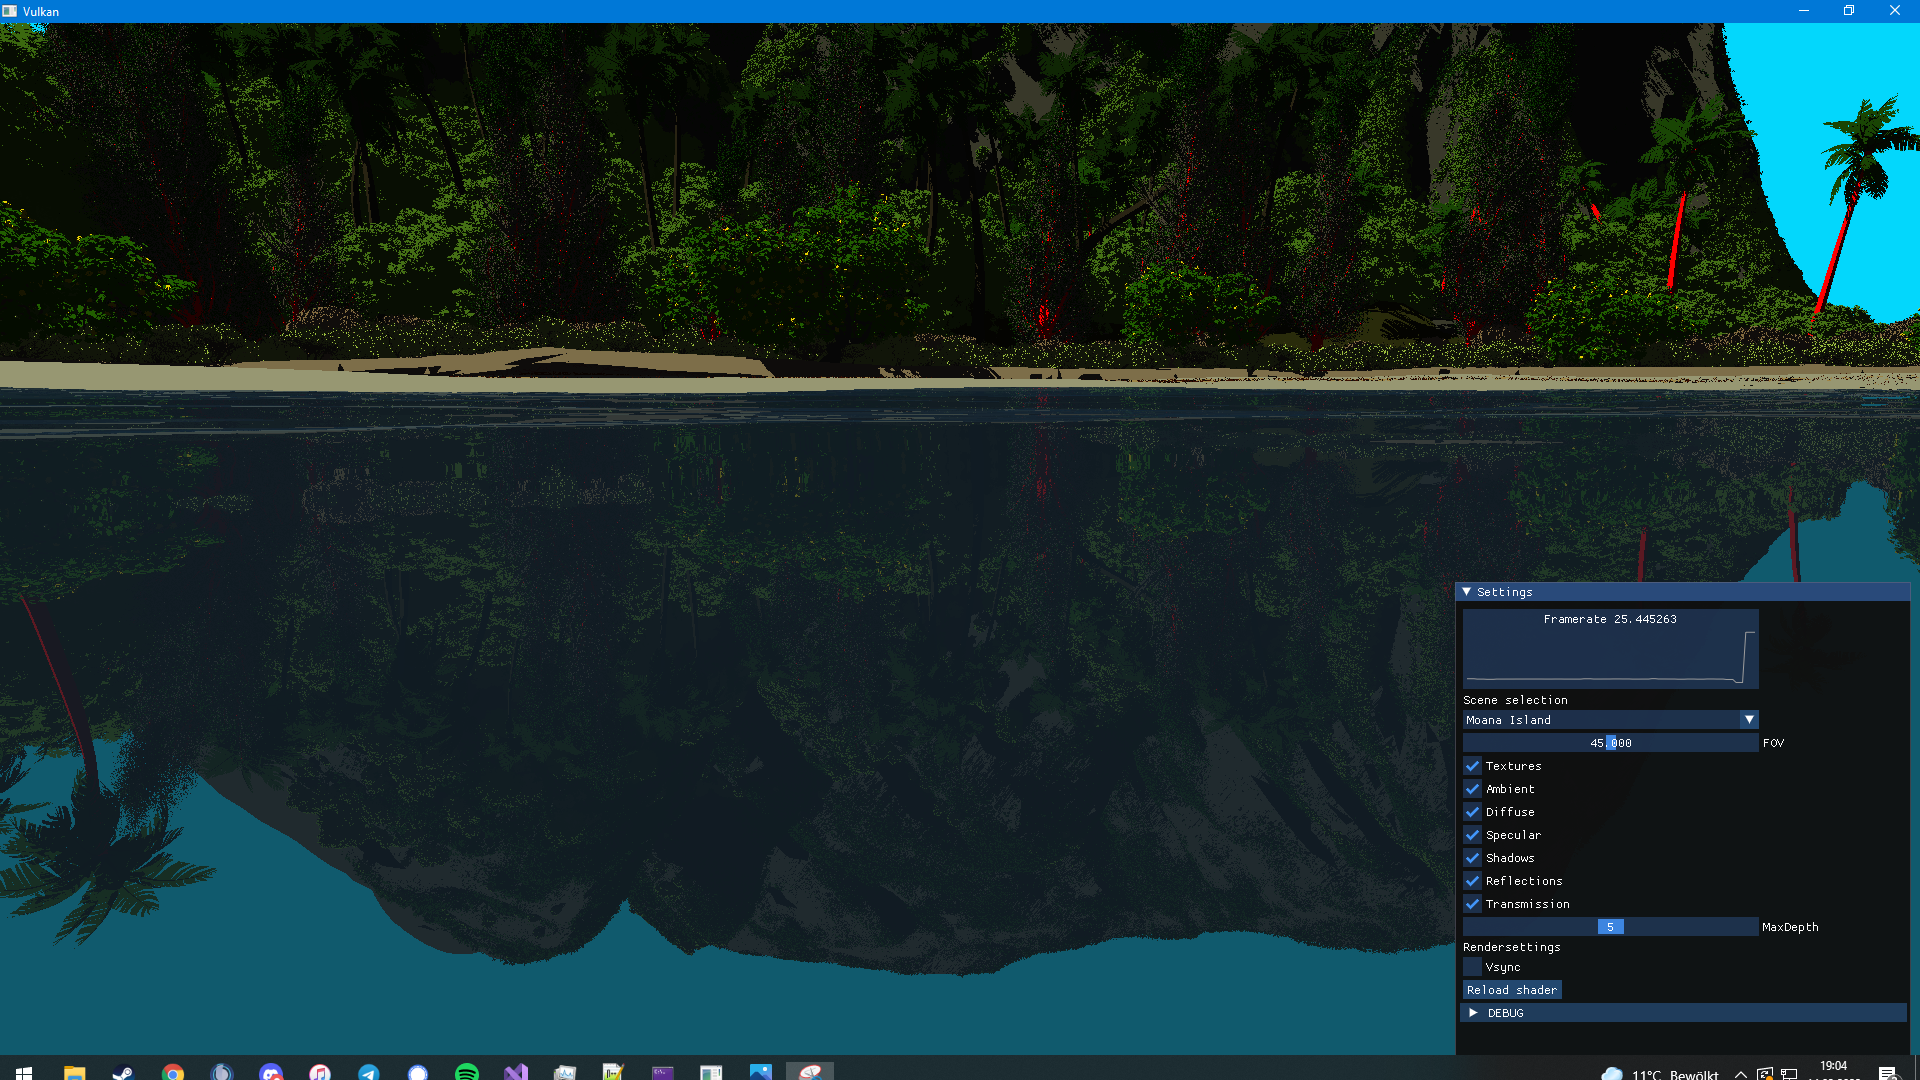 Vulkan
Settings
Framerate 25.445263
Scene selection
Moana Island
45.000 FOV
Textures
Ambient
Diffuse
Specular
Shadows
Reflections
Transmission
5 MaxDepth
Rendersettings
Vsync
Reload shader
DEBUG
19:04
11°C Bewölkt